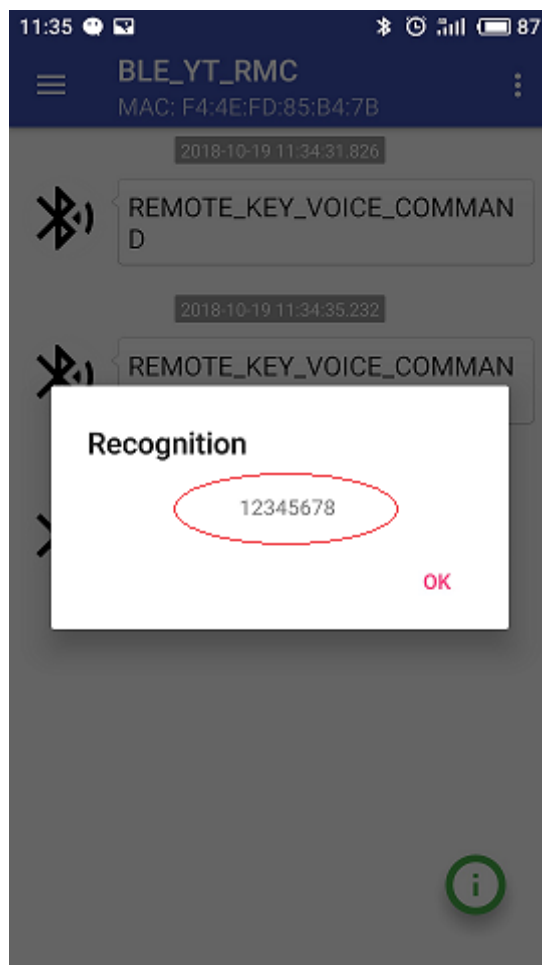 11:35
87
BLE_YT_RMC
MAC: F4:4E:FD:85:B4:7B
2018-10-19 11:34:31.826
REMOTE_KEY_VOICE_COMMAN
D
2018-10-19 11:34:35.232
REMOTE_KEY_VOICE_COMMAN
Recognition
12345678
OK